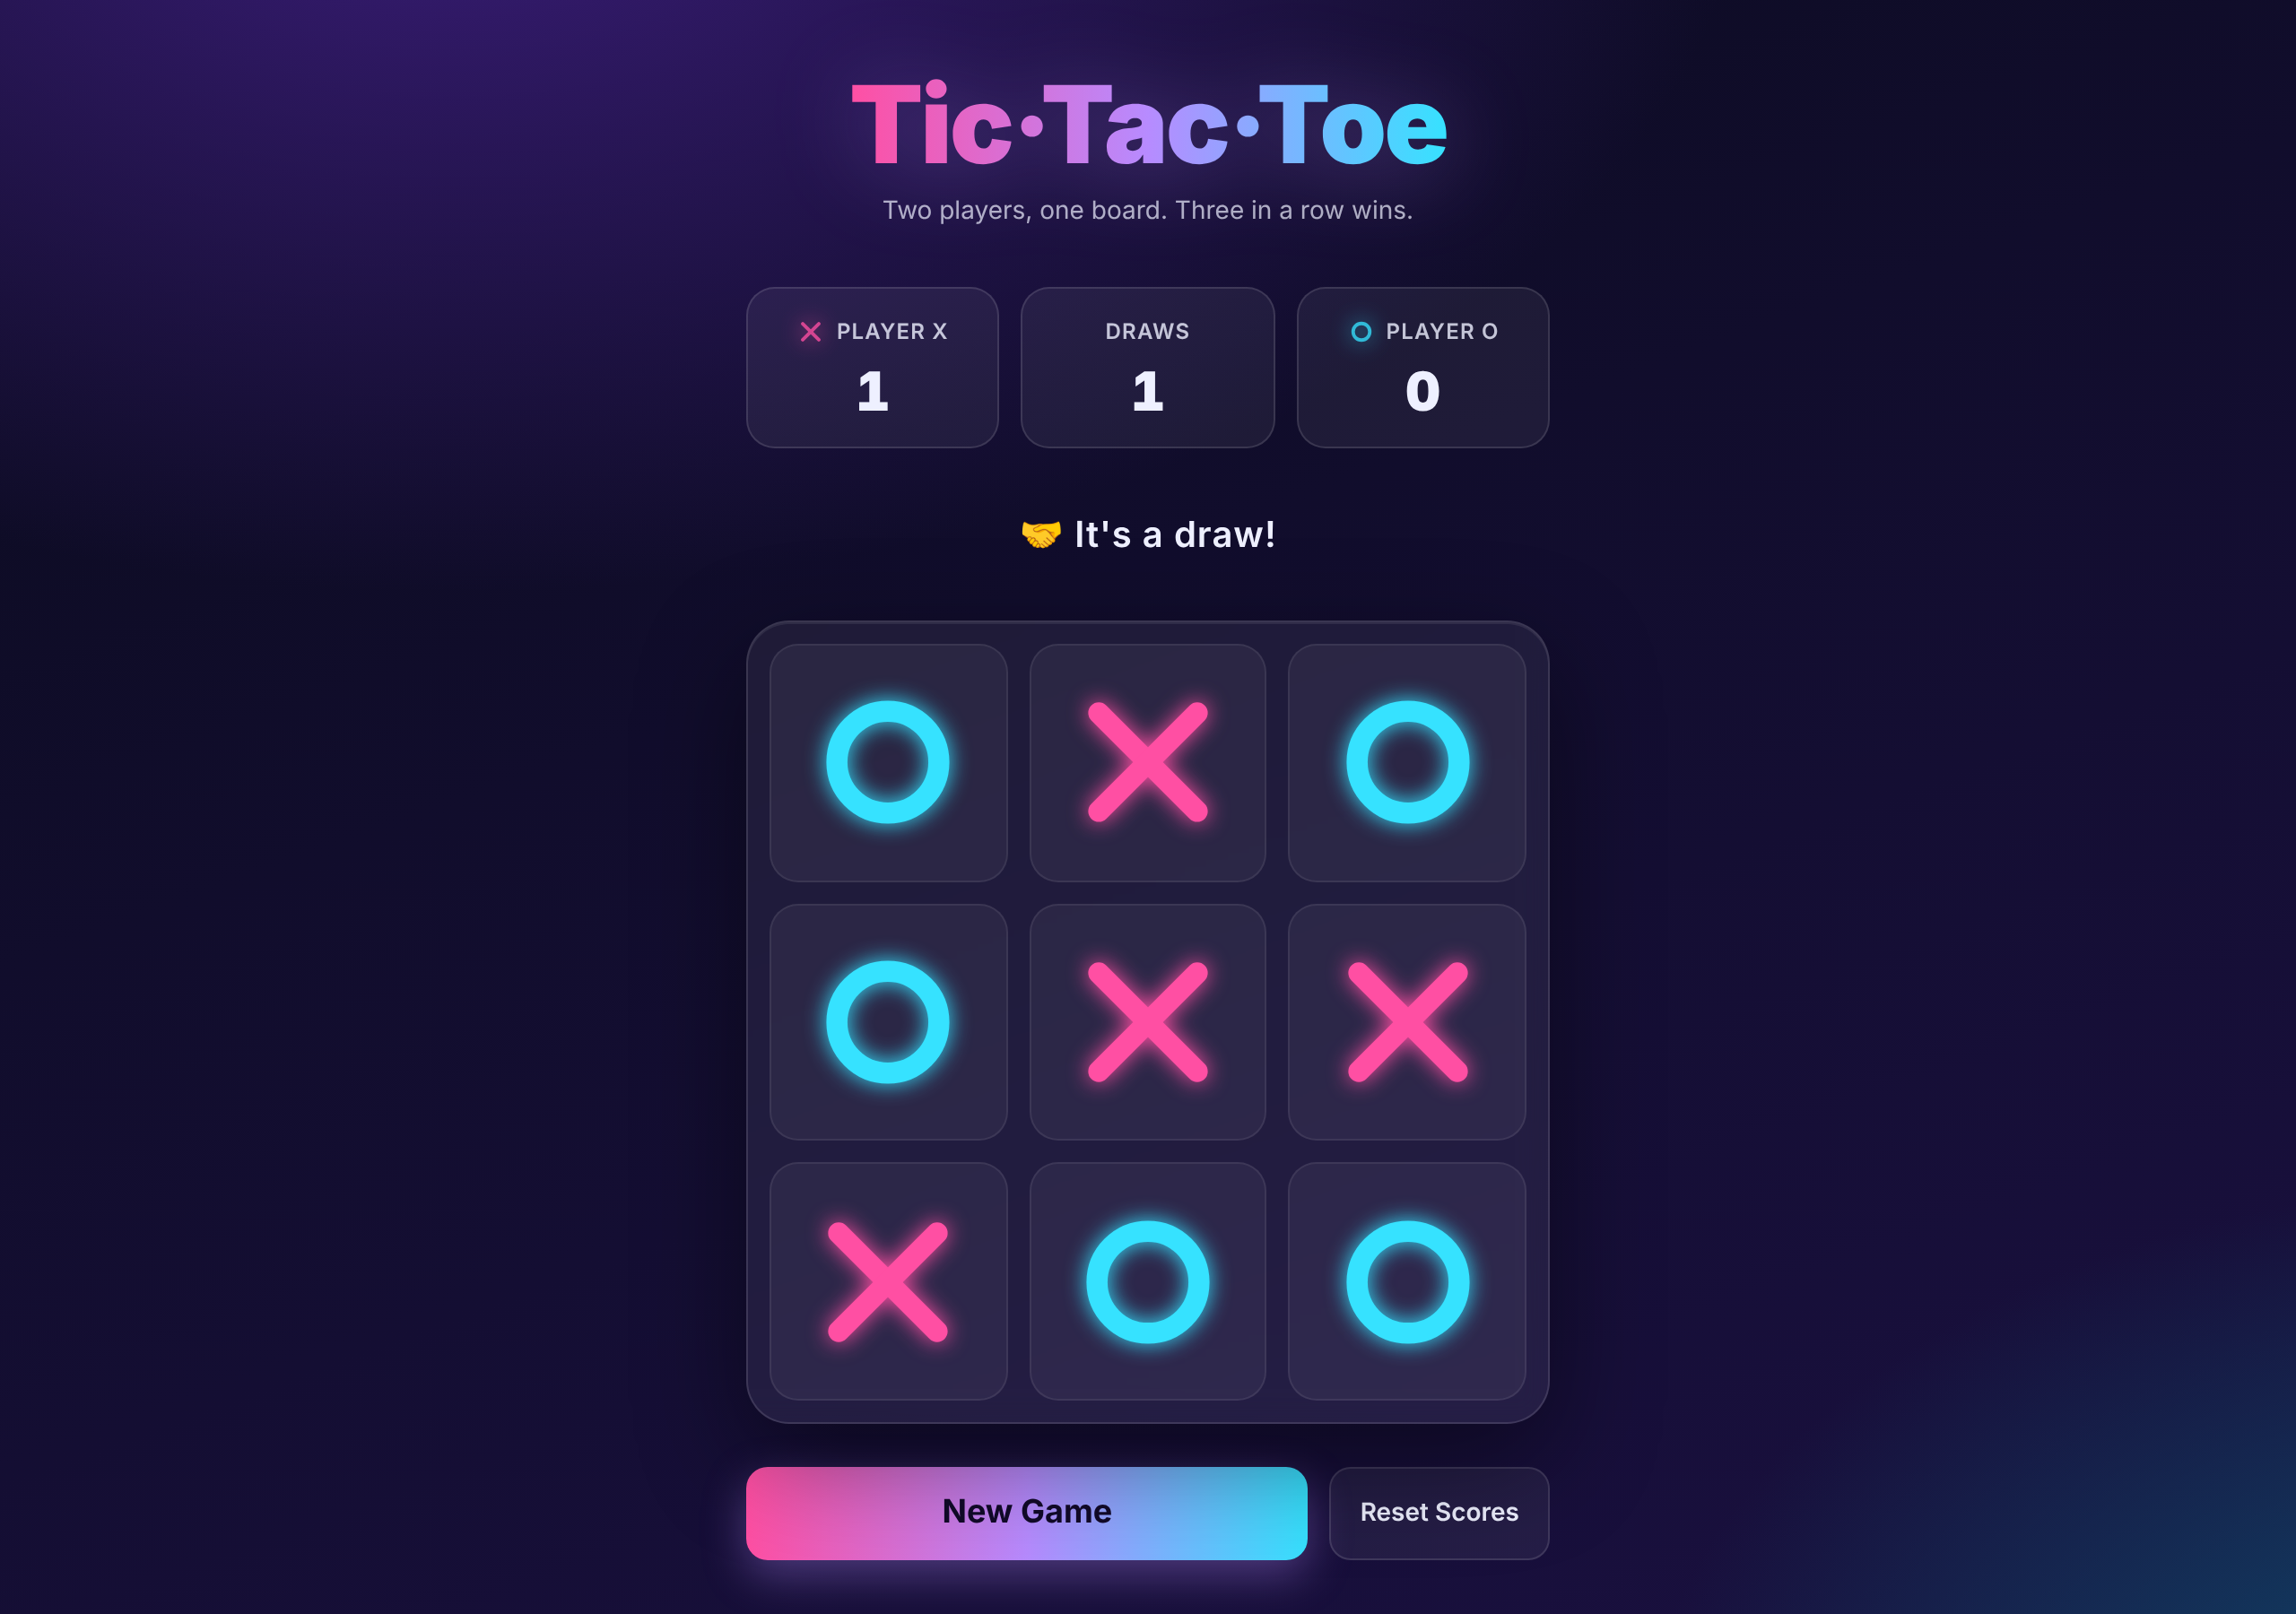 Tic·Tac·Toe
Two players, one board. Three in a row wins.
PLAYER X
1
DRAWS
1
PLAYER O
0
🤝 It's a draw!
New Game
Reset Scores